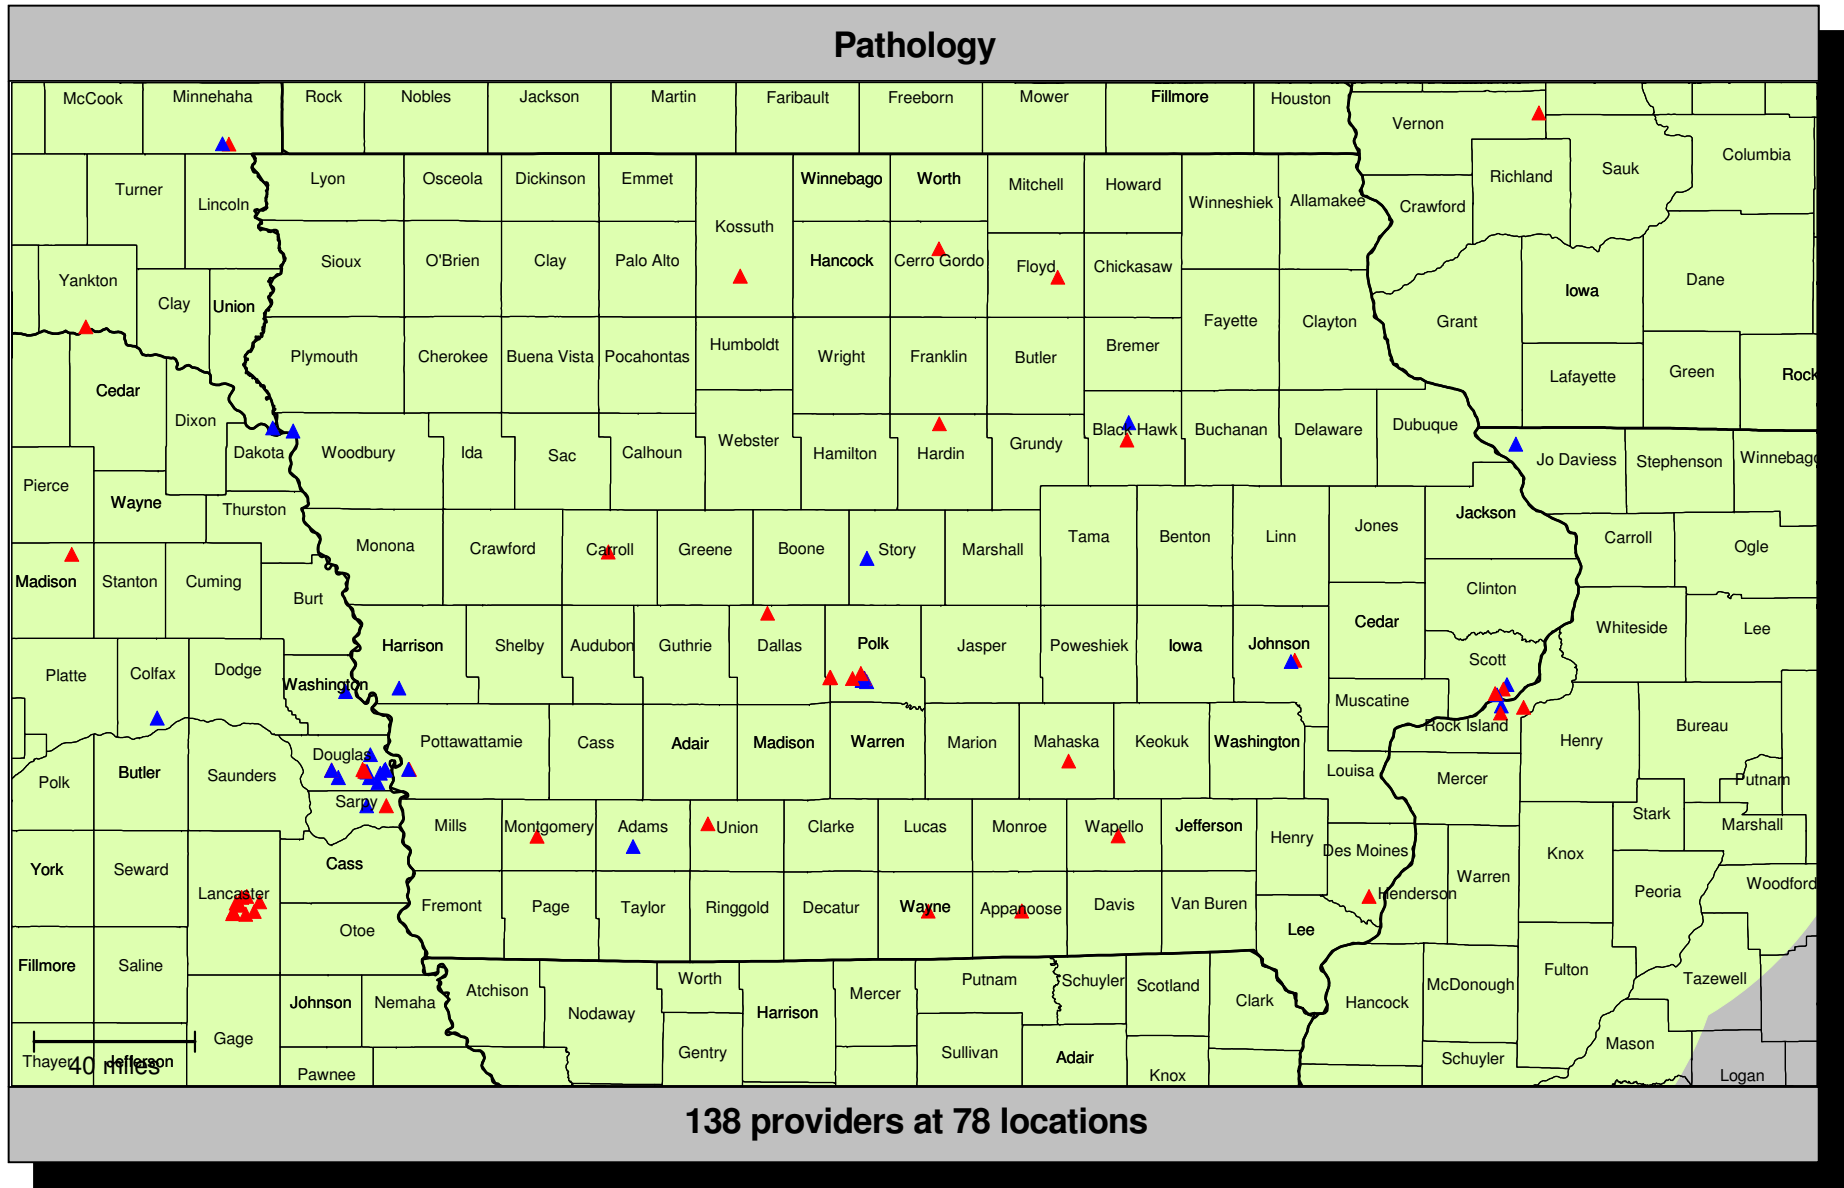 Pathology
McCook Minnehaha Rock Nobles Jackson Martin Faribault Freeborn Mower Fillmore Houston
Vernon Columbia
Turner Lincoln Lyon Osceola Dickinson Emmet Winnebago Worth Mitchell Howard Winneshiek Allamakee Crawford Richland Sauk
Kossuth
Yankton Clay Union Sioux O'Brien Clay Palo Alto Hancock Cerro Gordo Floyd Chickasaw Iowa Dane
Fayette Clayton Grant
Cedar Dixon Plymouth Cherokee Buena Vista Pocahontas Humboldt Wright Franklin Butler Bremer Lafayette Green Rock
Pierce Dakota Woodbury Ida Sac Calhoun Webster Hamilton Hardin Grundy Black Hawk Buchanan Delaware Dubuque Jo Daviess Stephenson Winnebago
Wayne Thurston Jackson
Madison Stanton Cuming Monona Crawford Carroll Greene Boone Story Marshall Tama Benton Linn Jones Carroll Ogle
Burt Clinton
Platte Colfax Dodge Washington Harrison Shelby Audubon Guthrie Dallas Polk Jasper Poweshiek Iowa Johnson Cedar Scott Whiteside Lee
Muscatine Rock Island Henry Bureau
Polk Butler Saunders Douglas Pottawattamie Cass Adair Madison Warren Marion Mahaska Keokuk Washington Louisa Mercer Putnam
Sarpy
York Seward Lancaster Cass Mills Montgomery Adams Union Clarke Lucas Monroe Wapello Jefferson Henry Des Moines Stark Marshall
Knox Warren Henderson Peoria Woodford
Otoe Fremont Page Taylor Ringgold Decatur Wayne Appanoose Davis Van Buren Lee
Fillmore Saline Fulton Tazewell
Johnson Nemaha Atchison Nodaway Worth Harrison Mercer Putnam Schuyler Scotland Clark Hancock McDonough
Gage Gentry Sullivan Adair Schuyler Mason
Thayer Jefferson Pawnee Knox Logan
40 miles
138 providers at 78 locations